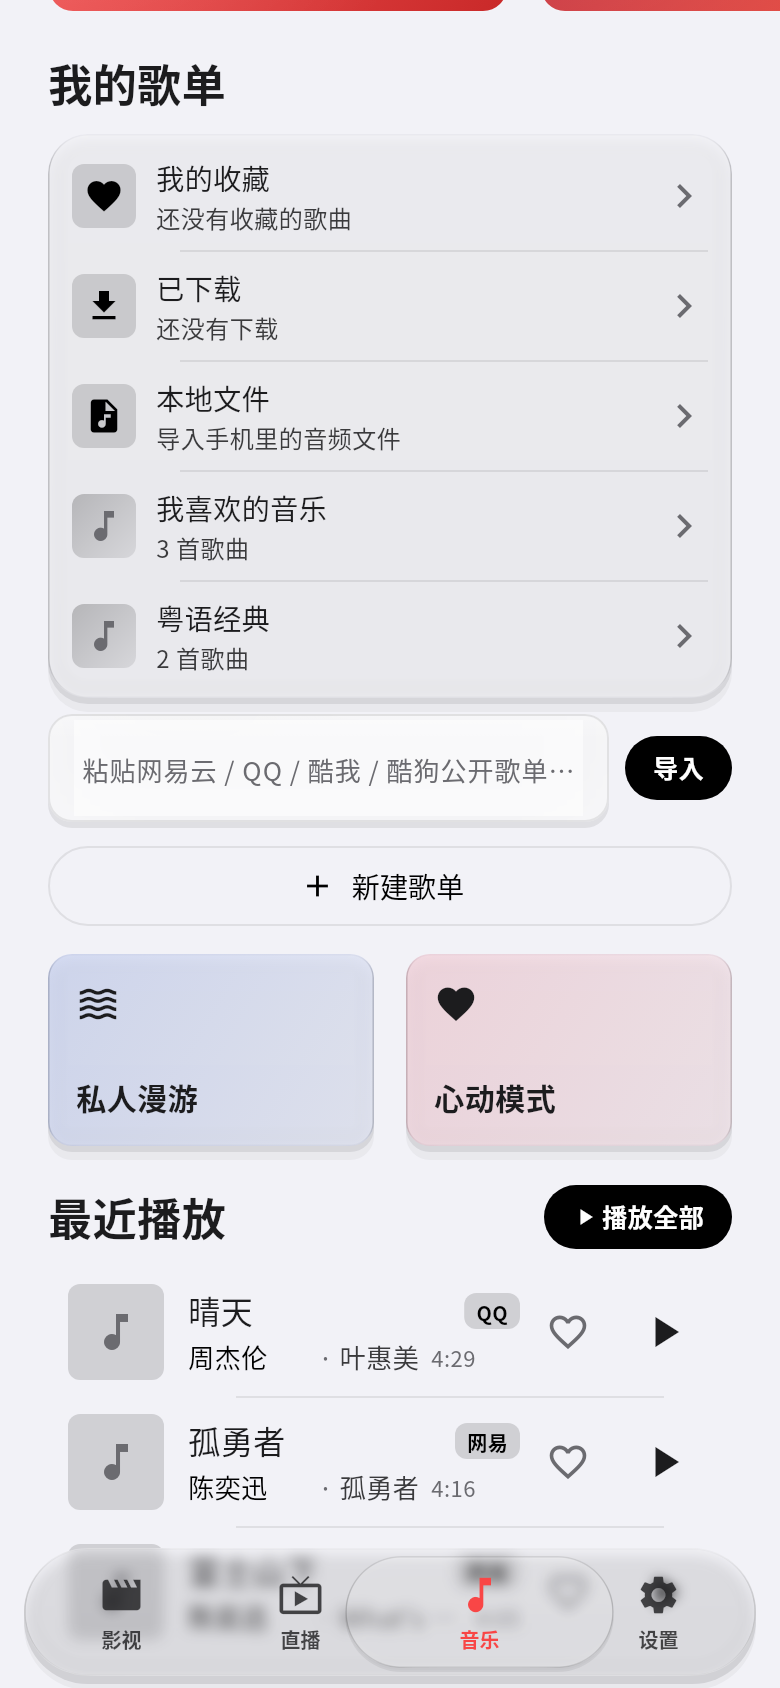 我的歌单
我的收藏
还没有收藏的歌曲
已下载
还没有下载
本地文件
导入手机里的音频文件
我喜欢的音乐
3 首歌曲
粤语经典
2 首歌曲
粘贴网易云 / QQ / 酷我 / 酷狗公开歌单…
导入
新建歌单
私人漫游
心动模式
最近播放
播放全部
晴天
QQ
周杰伦 · 叶惠美 4:29
孤勇者
网易
陈奕迅 · 孤勇者 4:16
影视
直播
音乐
设置